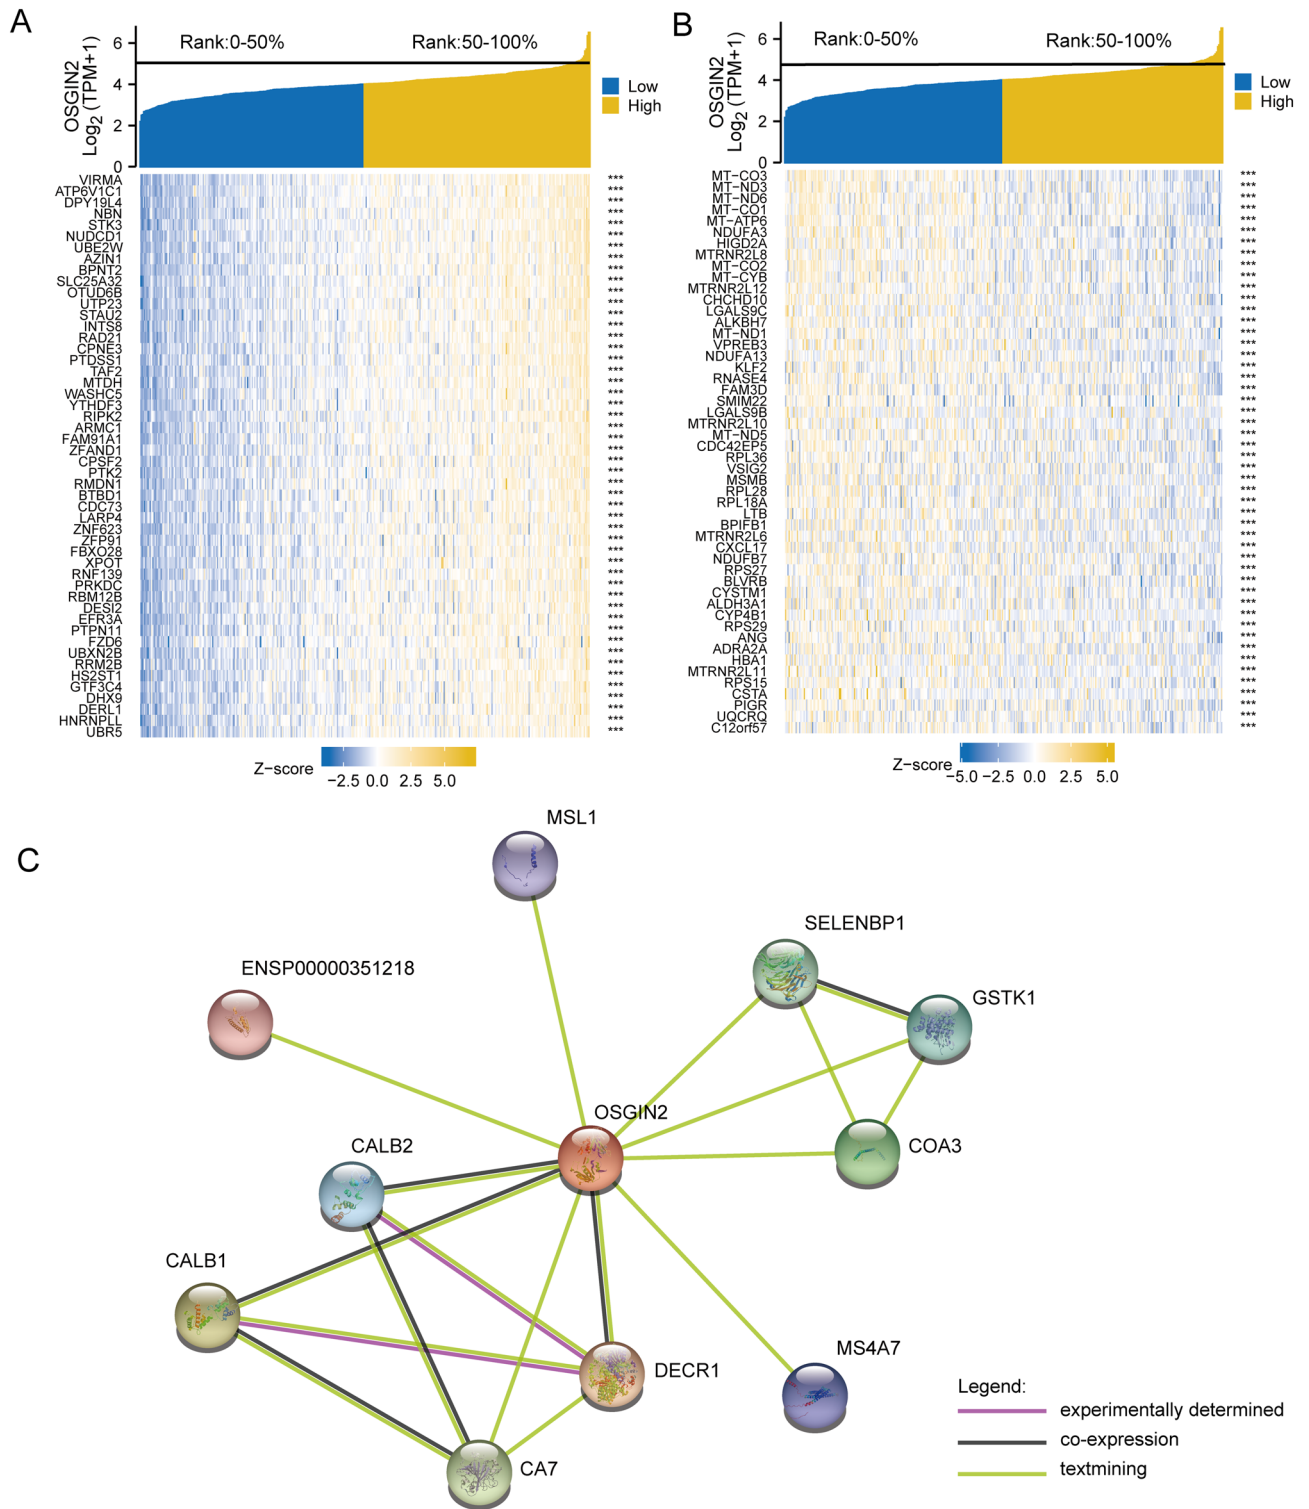 A
OSGIN2
Log2 (TPM+1)
6
4
2
0
Rank:0-50%
Rank:50-100%
Low
High
VIRMA ***
ATP6V1C1 ***
DPY19L4 ***
NBN ***
STK3 ***
NUDCD1 ***
UBE2W ***
AZIN1 ***
BPNT2 ***
SLC25A32 ***
OTUD6B ***
UTP23 ***
STAU2 ***
INTS8 ***
RAD21 ***
CPNE3 ***
PTDSS1 ***
TAF2 ***
MTDH ***
WASHC5 ***
YTHDF3 ***
RIPK2 ***
ARMC1 ***
FAM91A1 ***
ZFAND1 ***
CPSF2 ***
PTK2 ***
RMDN1 ***
BTBD1 ***
CDC73 ***
LARP4 ***
ZNF623 ***
ZFP91 ***
FBXO28 ***
XPOT ***
RNF139 ***
PRKDC ***
RBM12B ***
DESI2 ***
EFR3A ***
PTPN11 ***
FZD6 ***
UBXN2B ***
RRM2B ***
HS2ST1 ***
GTF3C4 ***
DHX9 ***
DERL1 ***
HNRNPLL ***
UBR5 ***
Z−score
−2.5 0.0 2.5 5.0
B
OSGIN2
Log2 (TPM+1)
6
4
2
0
Rank:0-50%
Rank:50-100%
Low
High
MT−CO3 ***
MT−ND3 ***
MT−ND6 ***
MT−CO1 ***
MT−ATP6 ***
NDUFA3 ***
HIGD2A ***
MTRNR2L8 ***
MT−CO2 ***
MT−CYB ***
MTRNR2L12 ***
CHCHD10 ***
LGALS9C ***
ALKBH7 ***
MT−ND1 ***
VPREB3 ***
NDUFA13 ***
KLF2 ***
RNASE4 ***
FAM3D ***
SMIM22 ***
LGALS9B ***
MTRNR2L10 ***
MT−ND5 ***
CDC42EP5 ***
RPL36 ***
VSIG2 ***
MSMB ***
RPL28 ***
RPL18A ***
LTB ***
BPIFB1 ***
MTRNR2L6 ***
CXCL17 ***
NDUFB7 ***
RPS27 ***
BLVRB ***
CYSTM1 ***
ALDH3A1 ***
CYP4B1 ***
RPS29 ***
ANG ***
ADRA2A ***
HBA1 ***
MTRNR2L11 ***
RPS15 ***
CSTA ***
PIGR ***
UQCRQ ***
C12orf57 ***
Z−score
−5.0 −2.5 0.0 2.5 5.0
C
MSL1
SELENBP1
ENSP00000351218
GSTK1
OSGIN2
CALB2
COA3
CALB1
DECR1
MS4A7
CA7
Legend:
experimentally determined
co-expression
textmining